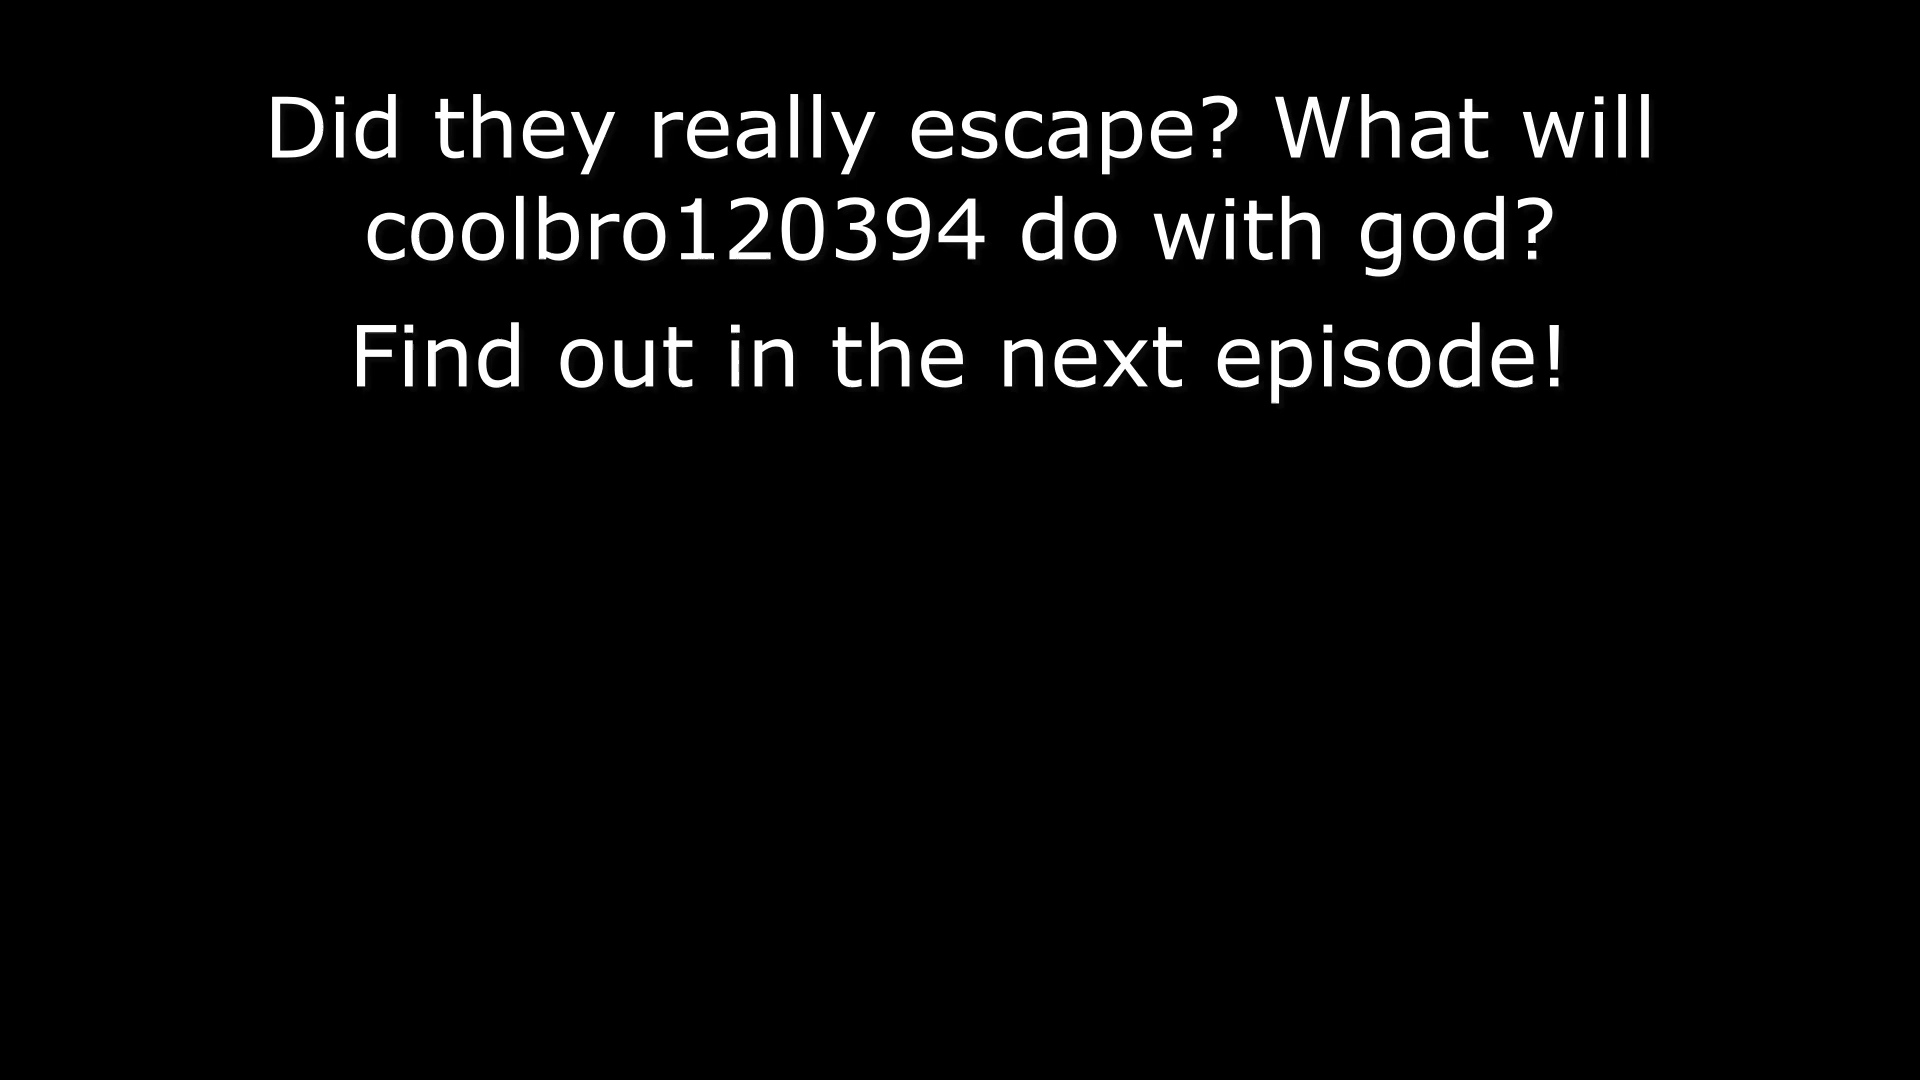 Did they really escape? What will
coolbro120394 do with god?
Find out in the next episode!